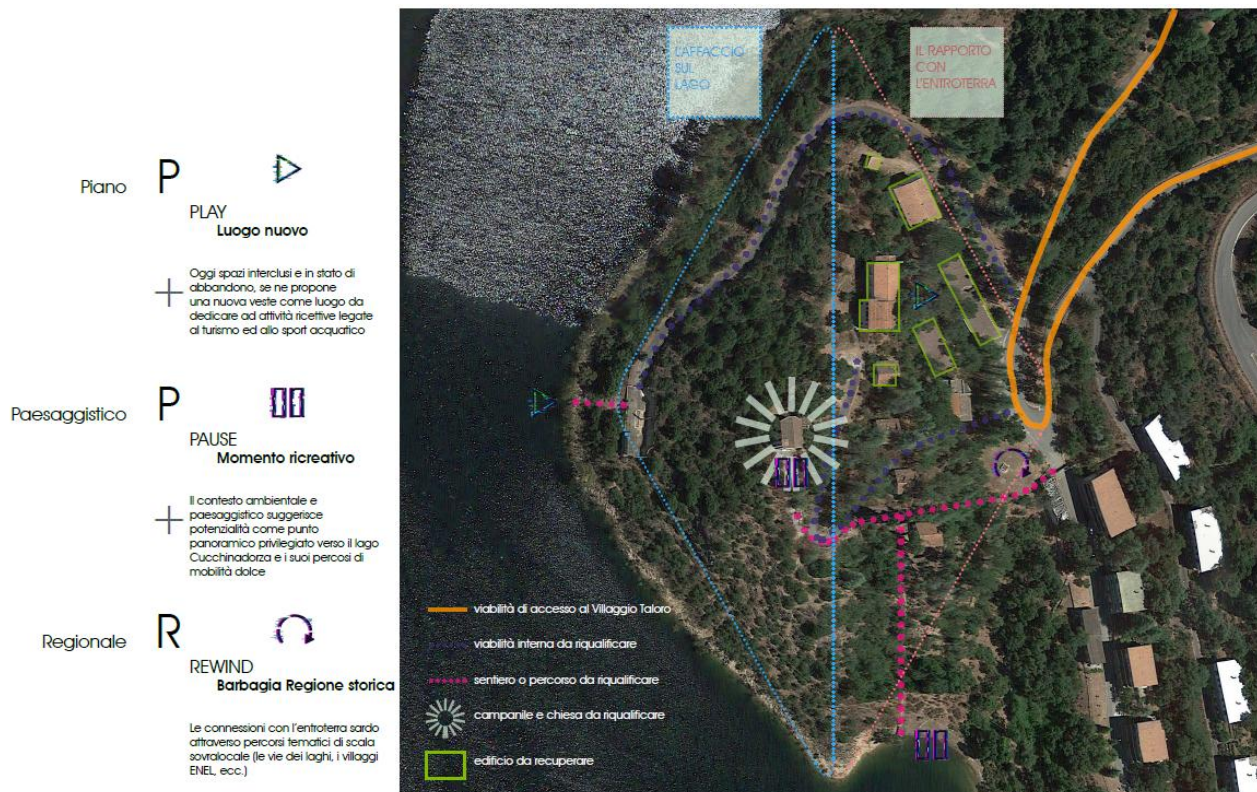 Piano
P
PLAY
Luogo nuovo
Oggi spazi interclusi e in stato di
abbandono, se ne propone
una nuova veste come luogo da
dedicare ad attività ricettive legate
al turismo ed allo sport acquatico
Paesaggistico
P
PAUSE
Momento ricreativo
Il contesto ambientale e
paesaggistico suggerisce
potenzialità come punto
panoramico privilegiato verso il lago
Cucchinadorza e i suoi percosi di
mobilità dolce
Regionale
R
REWIND
Barbagia Regione storica
Le connessioni con l'entroterra sardo
attraverso percorsi tematici di scala
sovralocale (le vie dei laghi, i villaggi
ENEL, ecc.)
L'AFFACCIO
SUL
LAGO
IL RAPPORTO
CON
L'ENTROTERRA
viabilità di accesso al Villaggio Taloro
viabilità interna da riqualificare
sentiero o percorso da riqualificare
campanile e chiesa da riqualificare
edificio da recuperare